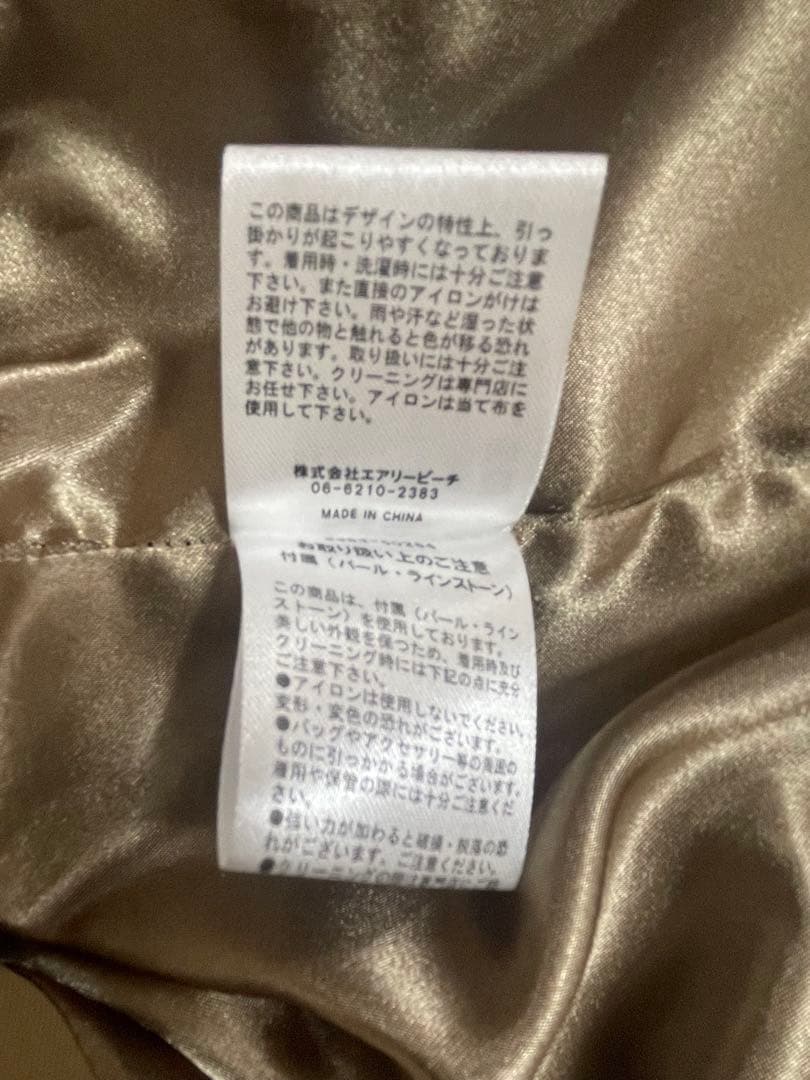 この商品はデザインの特性上、引っ
掛かりが起こりやすくなっておりま
す。着用時・洗濯時には十分ご注意
下さい。また直接のアイロンがけは
お避け下さい。雨や汗など湿った状
態で他の物と触れると色が移る恐れ
があります。取り扱いには十分ご注
意下さい。クリーニングは専門店に
お任せ下さい。アイロンは当て布を
使用して下さい。
株式会社エアリービーチ
06-6210-2383
MADE IN CHINA
お取り扱い上のご注意
付属(パール・ラインストーン)
この商品は、付属(パール・ライン
ストーン)を使用しております。
美しい外観を保つため、着用時及び
クリーニング時には下記の点に充分
ご注意下さい。
●アイロンは使用しないでください。
変形・変色の恐れがございます。
●バッグやアクセサリー等の
ものに引っかかる場合がございます。
着用や保管の際には十分ご注意くだ
さい。
●強い力が加わると破損・脱落の恐
れがございます。ご注意ください。
●クリーニングの際は専門店にご